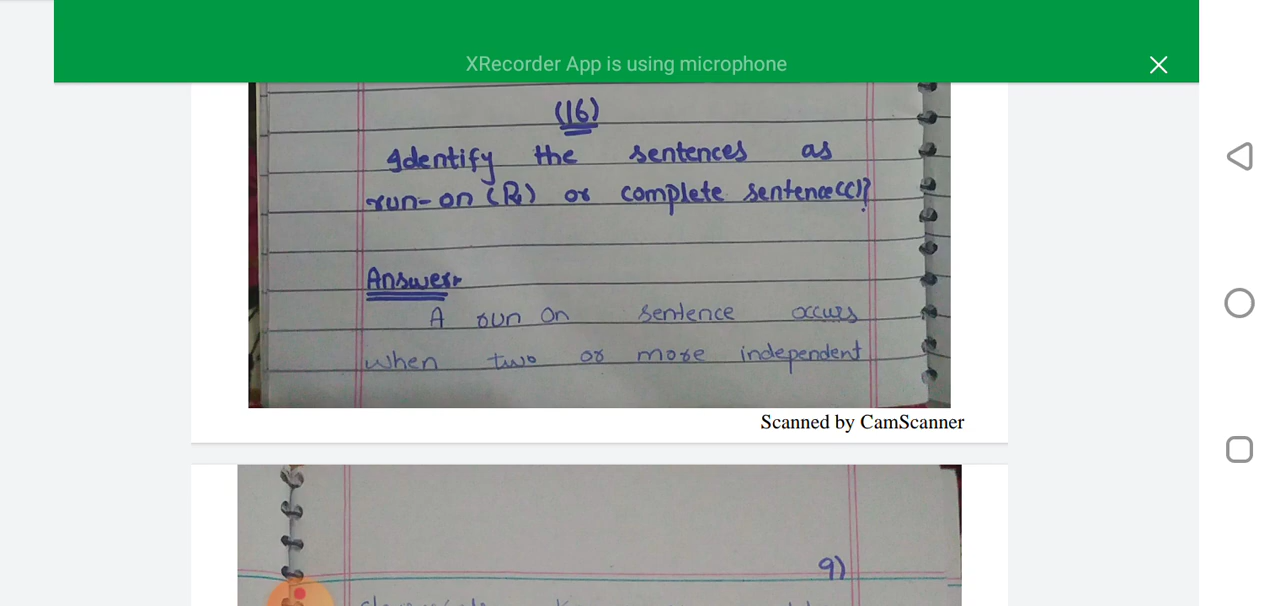 XRecorder App is using microphone
(16)
Identify the sentences as
run-on (R) or complete sentence(C)?
Answer
A run on sentence occurs
when two or more independent
Scanned by CamScanner
9)